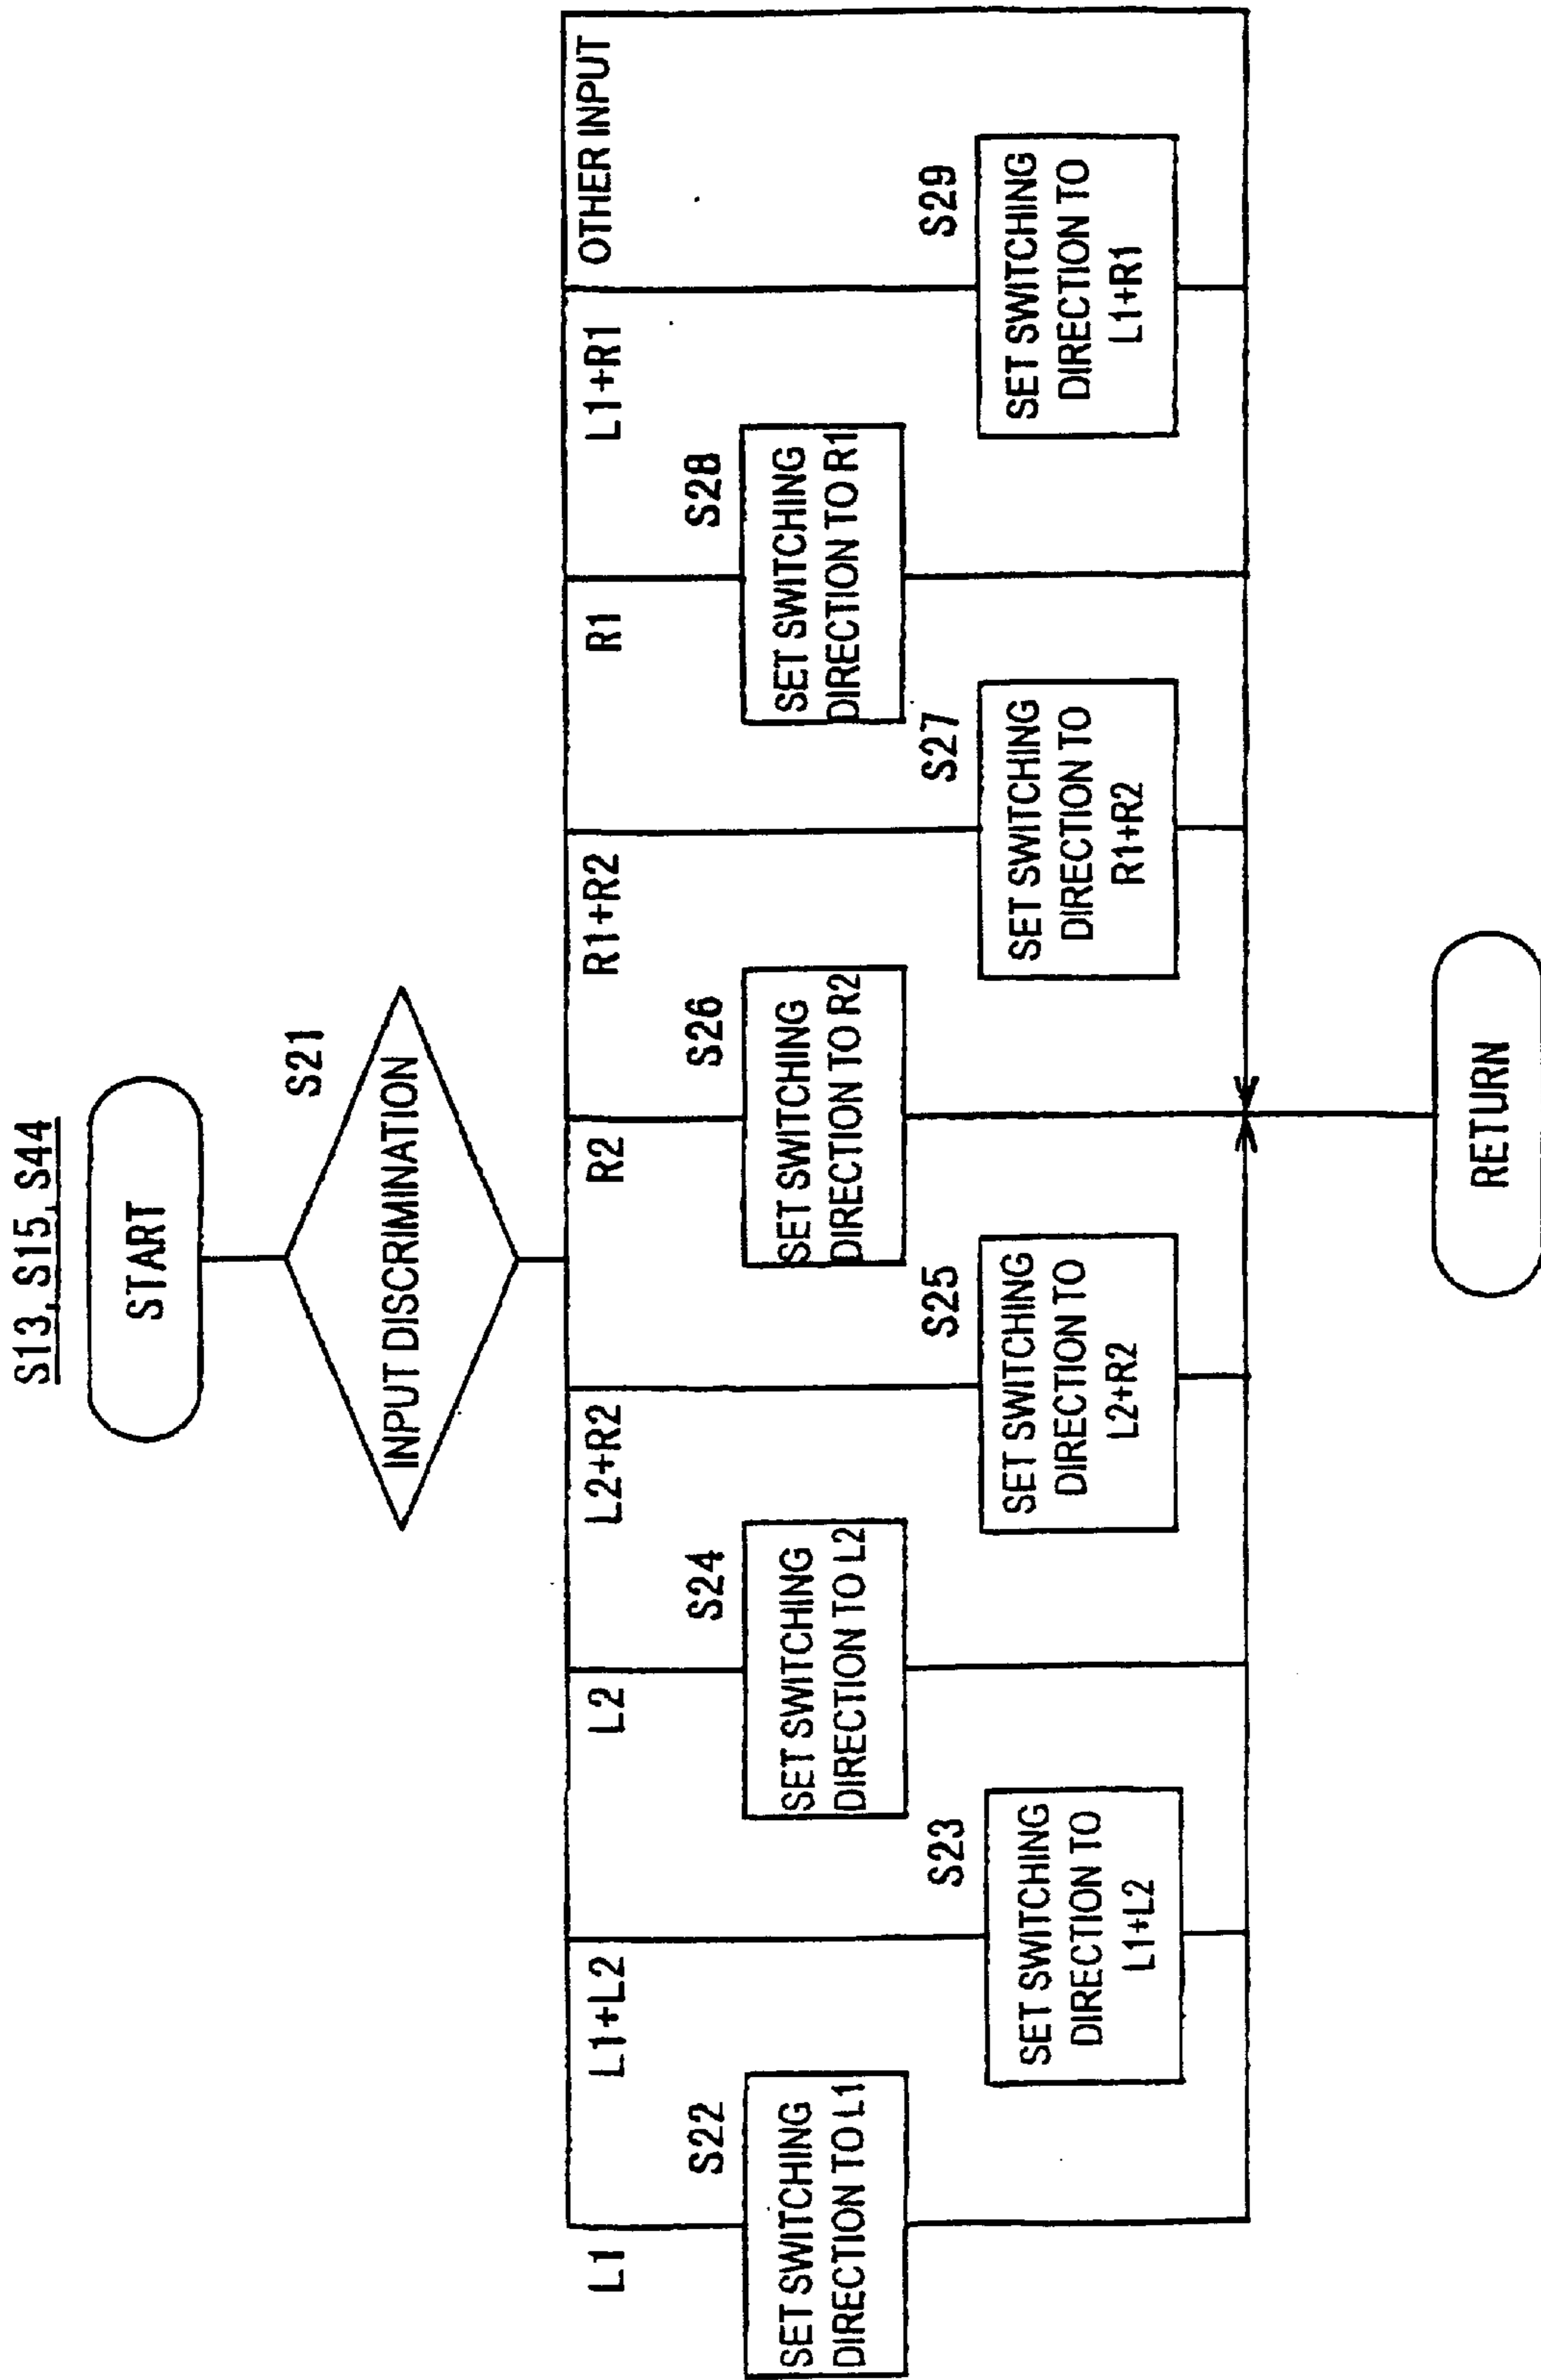 S13, S15, S44
START
S21
INPUT DISCRIMINATION
L1
L1+L2
L2
L2+R2
R2
R1+R2
R1
L1+R1
OTHER INPUT
S22
SET SWITCHING
DIRECTION TO L1
S24
SET SWITCHING
DIRECTION TO L2
S26
SET SWITCHING
DIRECTION TO R2
S28
SET SWITCHING
DIRECTION TO R1
S23
SET SWITCHING
DIRECTION TO
L1+L2
S25
SET SWITCHING
DIRECTION TO
L2+R2
S27
SET SWITCHING
DIRECTION TO
R1+R2
S29
SET SWITCHING
DIRECTION TO
L1+R1
RETURN